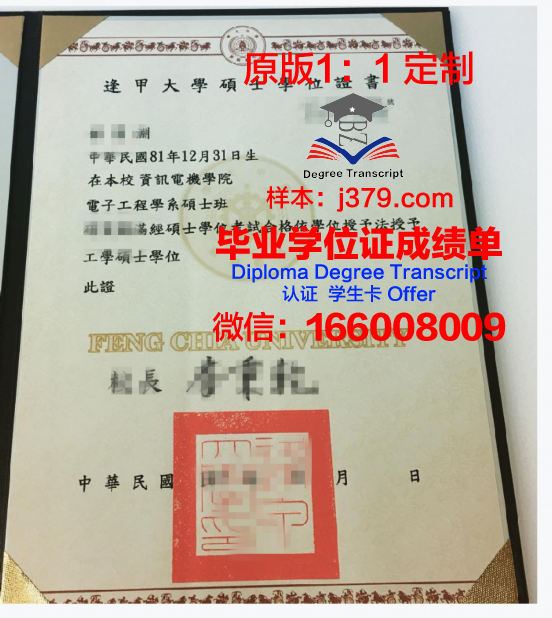 逢甲大學碩士學位證書
原版1：1 定制
號
中華民國81年12月31日生
Degree Transcript
在本校 資訊電機學院
樣本：j379.com
電子工程學系碩士班
滿經碩士學位考試合格依學位授予法授予
毕业学位证成绩单
工學碩士學位
Diploma Degree Transcript
此證
认证 学生卡 Offer
微信：166008009
FENG CHIA UNIVERSITY
校長
中華民國 月 日